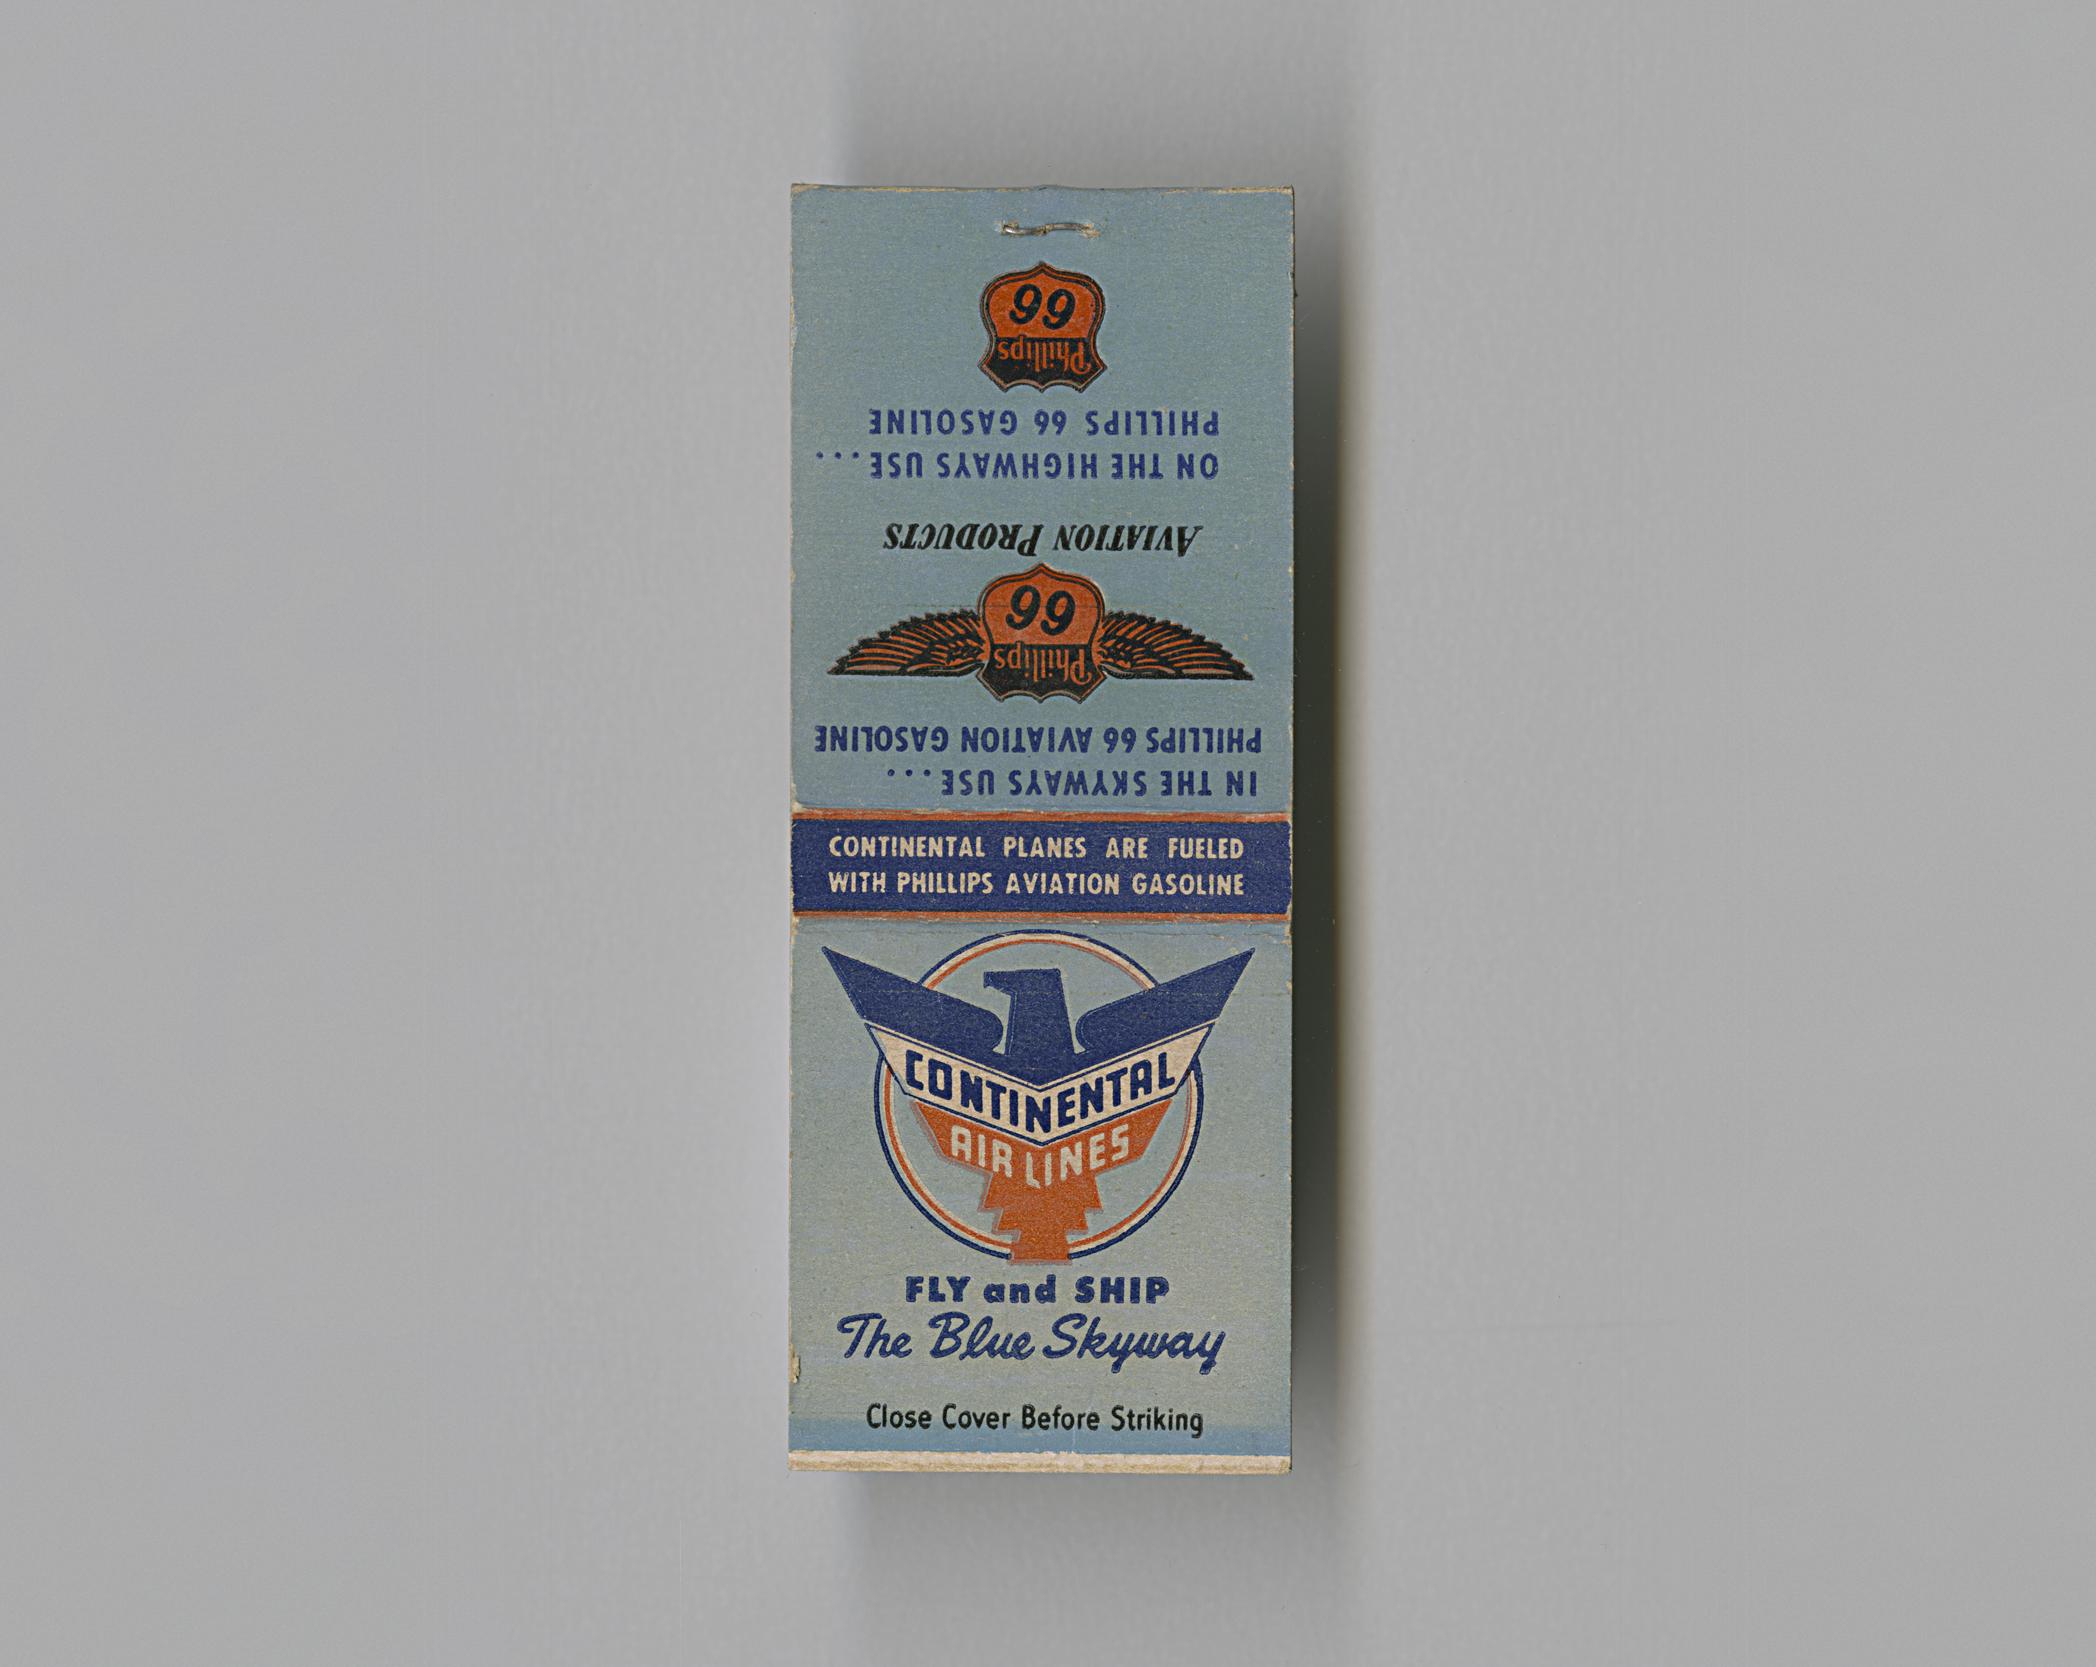 IN THE SKYWAYS USE...
PHILLIPS 66 AVIATION GASOLINE
Phillips
66
AVIATION PRODUCTS
ON THE HIGHWAYS USE...
PHILLIPS 66 GASOLINE
Phillips
66
CONTINENTAL PLANES ARE FUELED
WITH PHILLIPS AVIATION GASOLINE
CONTINENTAL
AIR LINES
FLY and SHIP
The Blue Skyway
Close Cover Before Striking